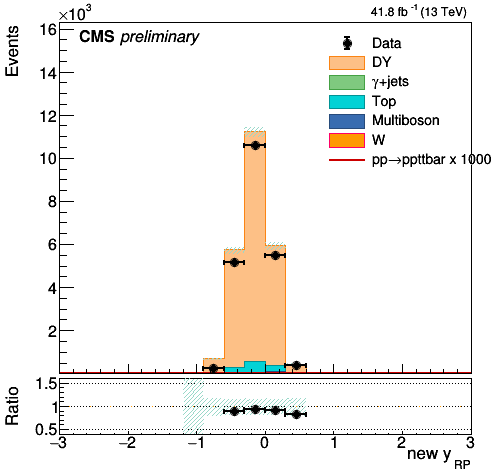 ×10³
41.8 fb⁻¹ (13 TeV)
Events
CMS preliminary
Data
DY
γ+jets
Top
Multiboson
W
pp→ppttbar x 1000
16
14
12
10
8
6
4
2
Ratio
1.5
1
0.5
−3 −2 −1 0 1 2 3
new y RP